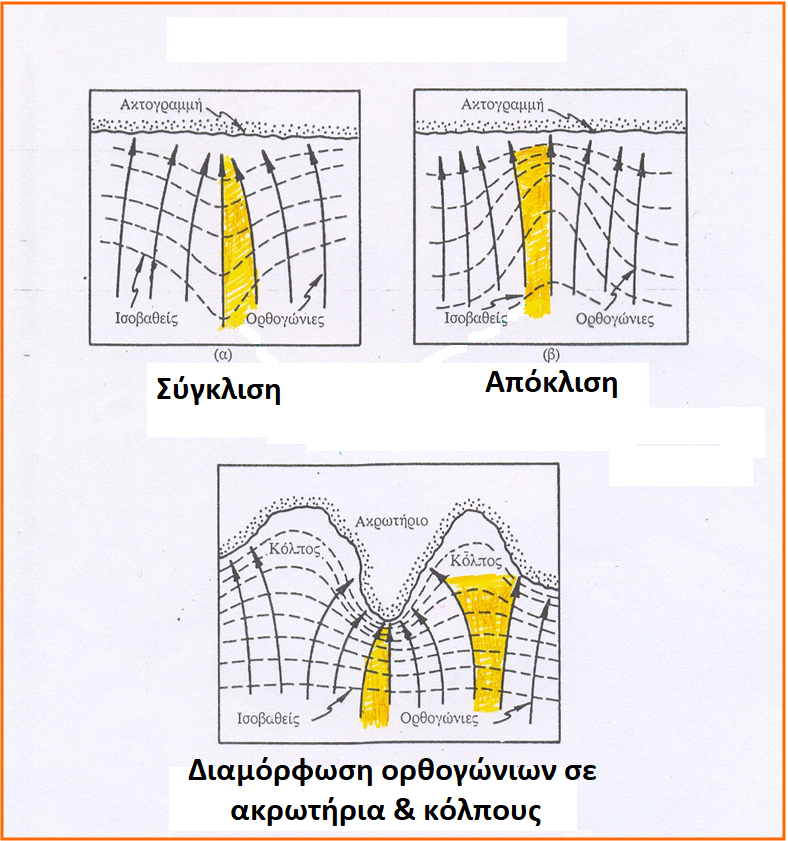 Ακτογραμμή
Ισοβαθείς
Ορθογώνιες
(α)
Σύγκλιση
Ακτογραμμή
Ισοβαθείς
Ορθογώνιες
(β)
Απόκλιση
Ακρωτήριο
Κόλπος
Κόλπος
Ισοβαθείς
Ορθογώνιες
Διαμόρφωση ορθογώνιων σε
ακρωτήρια & κόλπους